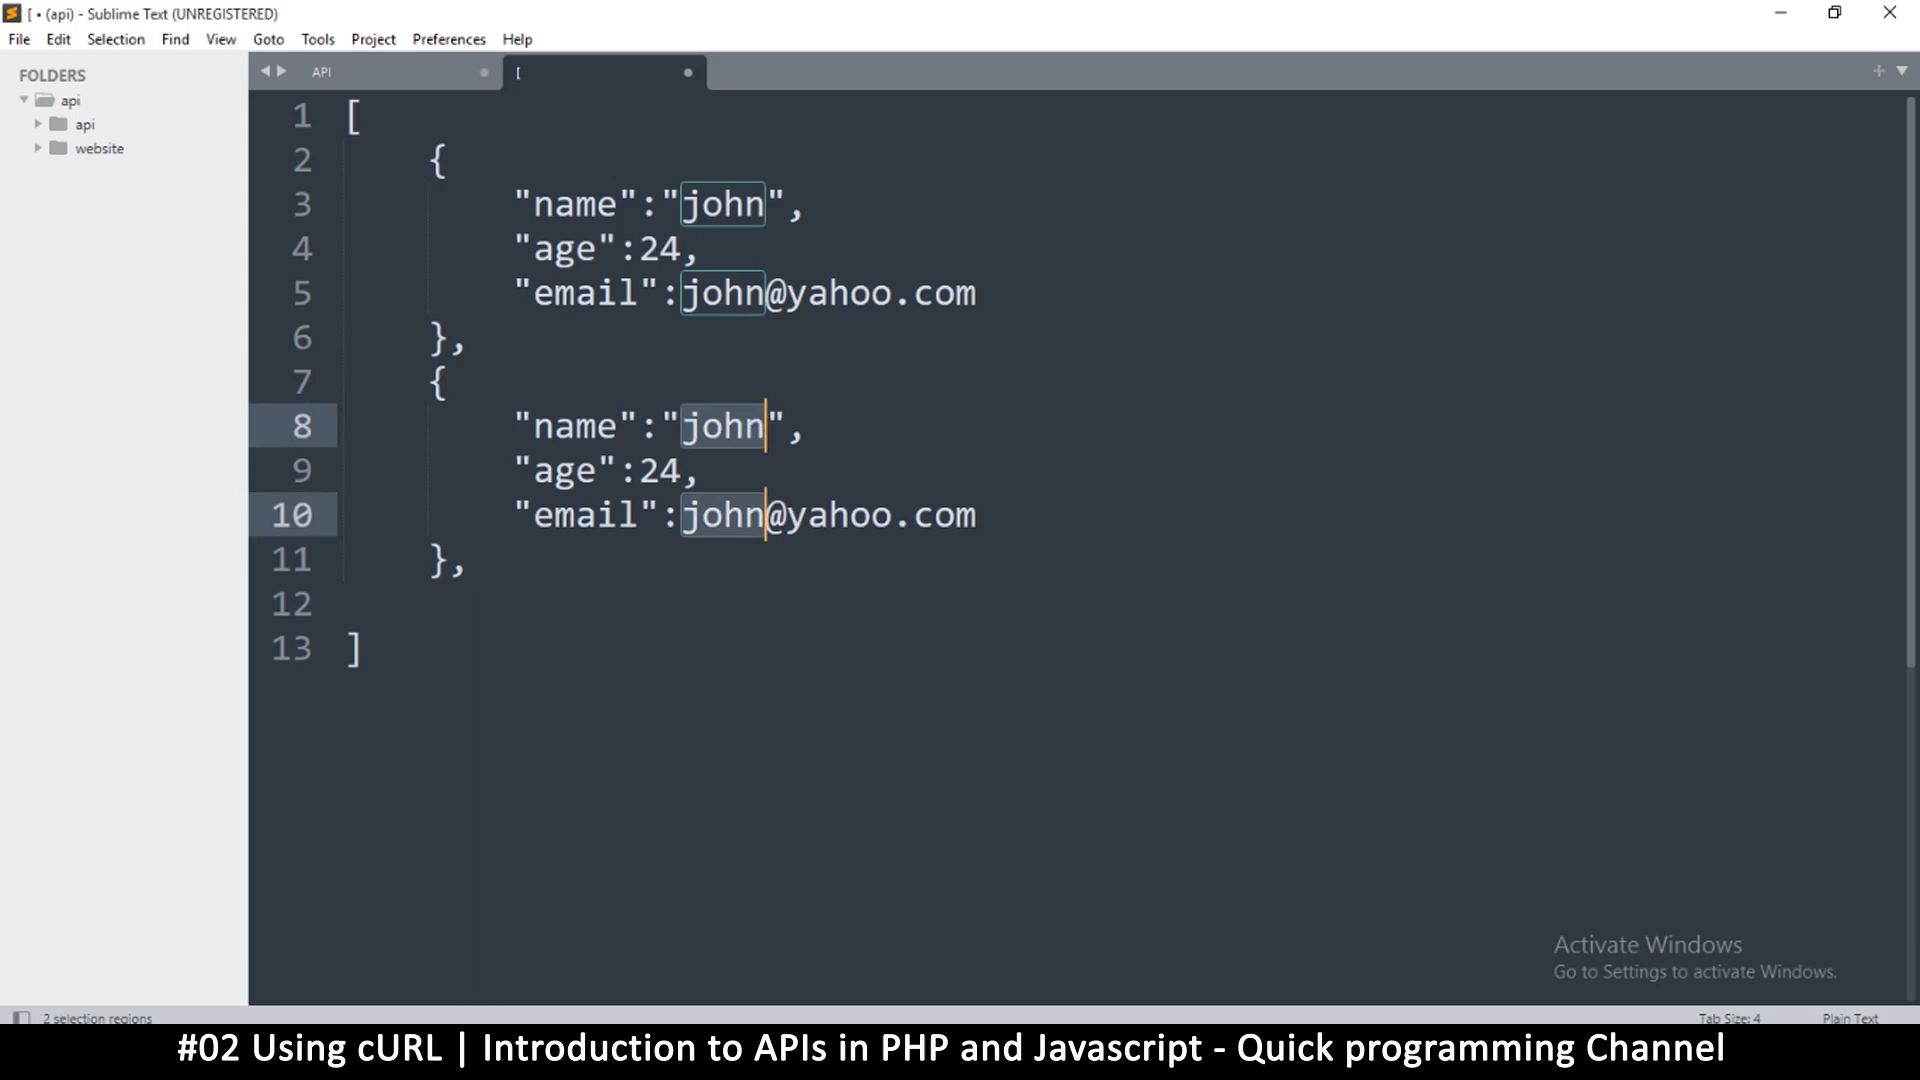 [ • (api) - Sublime Text (UNREGISTERED)
File Edit Selection Find View Goto Tools Project Preferences Help
FOLDERS
api
api
website
API
[
1 [
2 {
3 "name":"john",
4 "age":24,
5 "email":john@yahoo.com
6 },
7 {
8 "name":"john",
9 "age":24,
10 "email":john@yahoo.com
11 },
12
13 ]
Activate Windows
Go to Settings to activate Windows.
2 selection regions Tab Size: 4 Plain Text
#02 Using cURL | Introduction to APIs in PHP and Javascript - Quick programming Channel